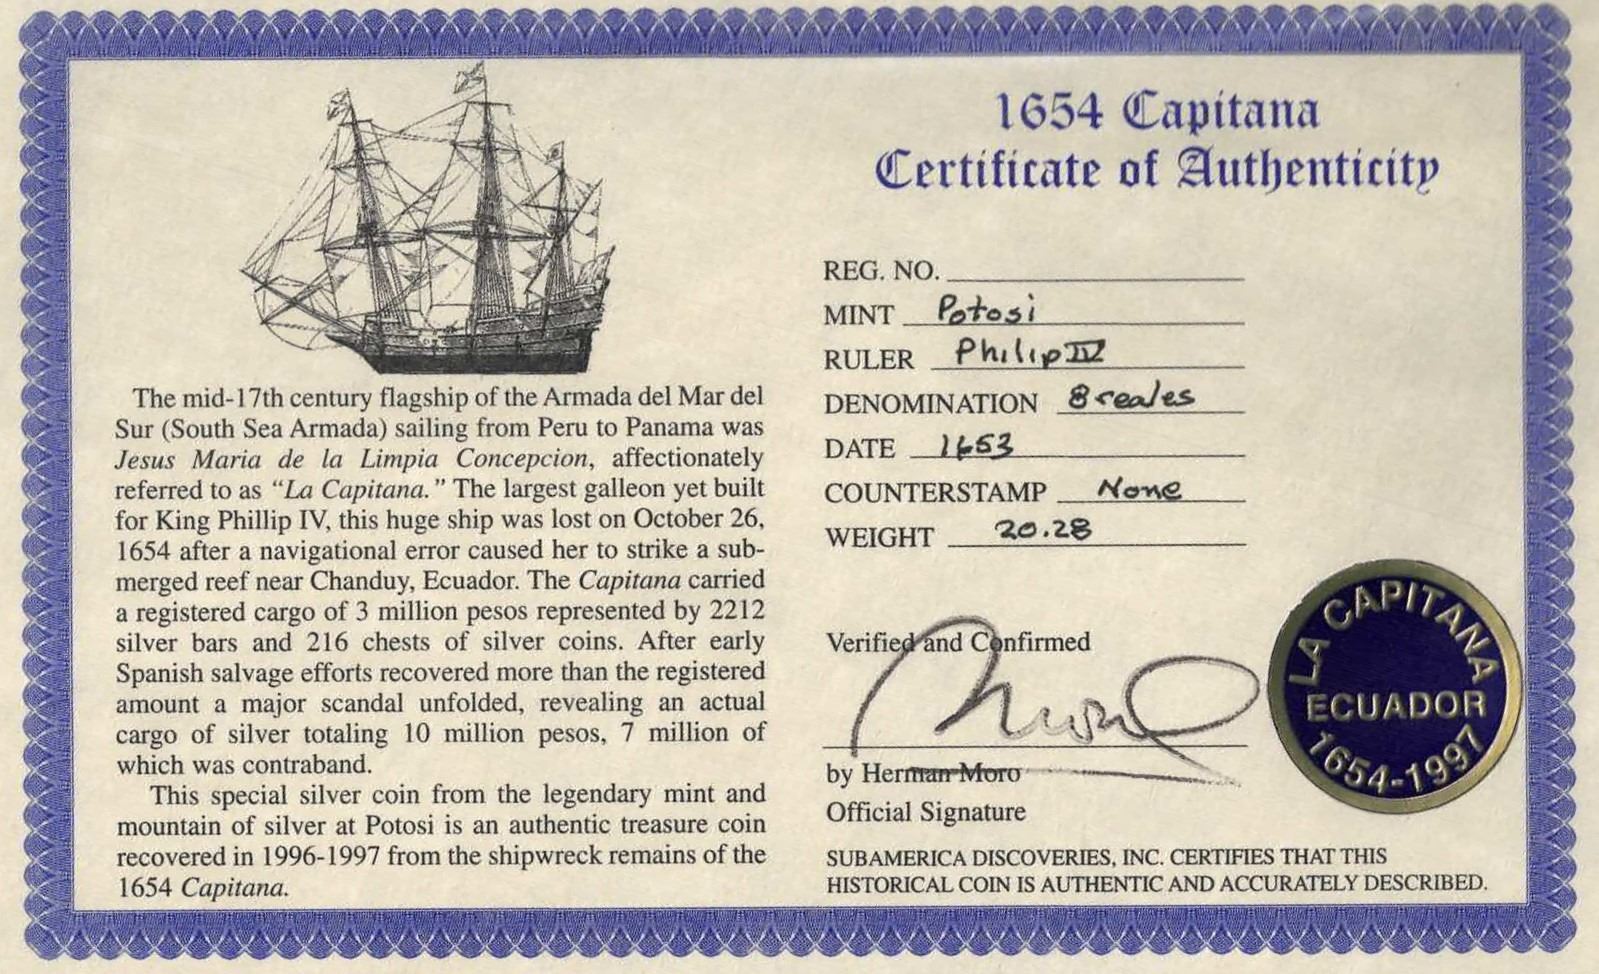 The mid-17th century flagship of the Armada del Mar del
Sur (South Sea Armada) sailing from Peru to Panama was
Jesus Maria de la Limpia Concepcion, affectionately
referred to as “La Capitana.” The largest galleon yet built
for King Phillip IV, this huge ship was lost on October 26,
1654 after a navigational error caused her to strike a sub-
merged reef near Chanduy, Ecuador. The Capitana carried
a registered cargo of 3 million pesos represented by 2212
silver bars and 216 chests of silver coins. After early
Spanish salvage efforts recovered more than the registered
amount a major scandal unfolded, revealing an actual
cargo of silver totaling 10 million pesos, 7 million of
which was contraband.
This special silver coin from the legendary mint and
mountain of silver at Potosi is an authentic treasure coin
recovered in 1996-1997 from the shipwreck remains of the
1654 Capitana.
1654 Capitana
Certificate of Authenticity
REG. NO.
MINT Potosi
RULER Philip IV
DENOMINATION 8 reales
DATE 1653
COUNTERSTAMP None
WEIGHT 20.28
Verified and Confirmed
by Herman Moro
Official Signature
SUBAMERICA DISCOVERIES, INC. CERTIFIES THAT THIS
HISTORICAL COIN IS AUTHENTIC AND ACCURATELY DESCRIBED.
LA CAPITANA
ECUADOR
1654-1997